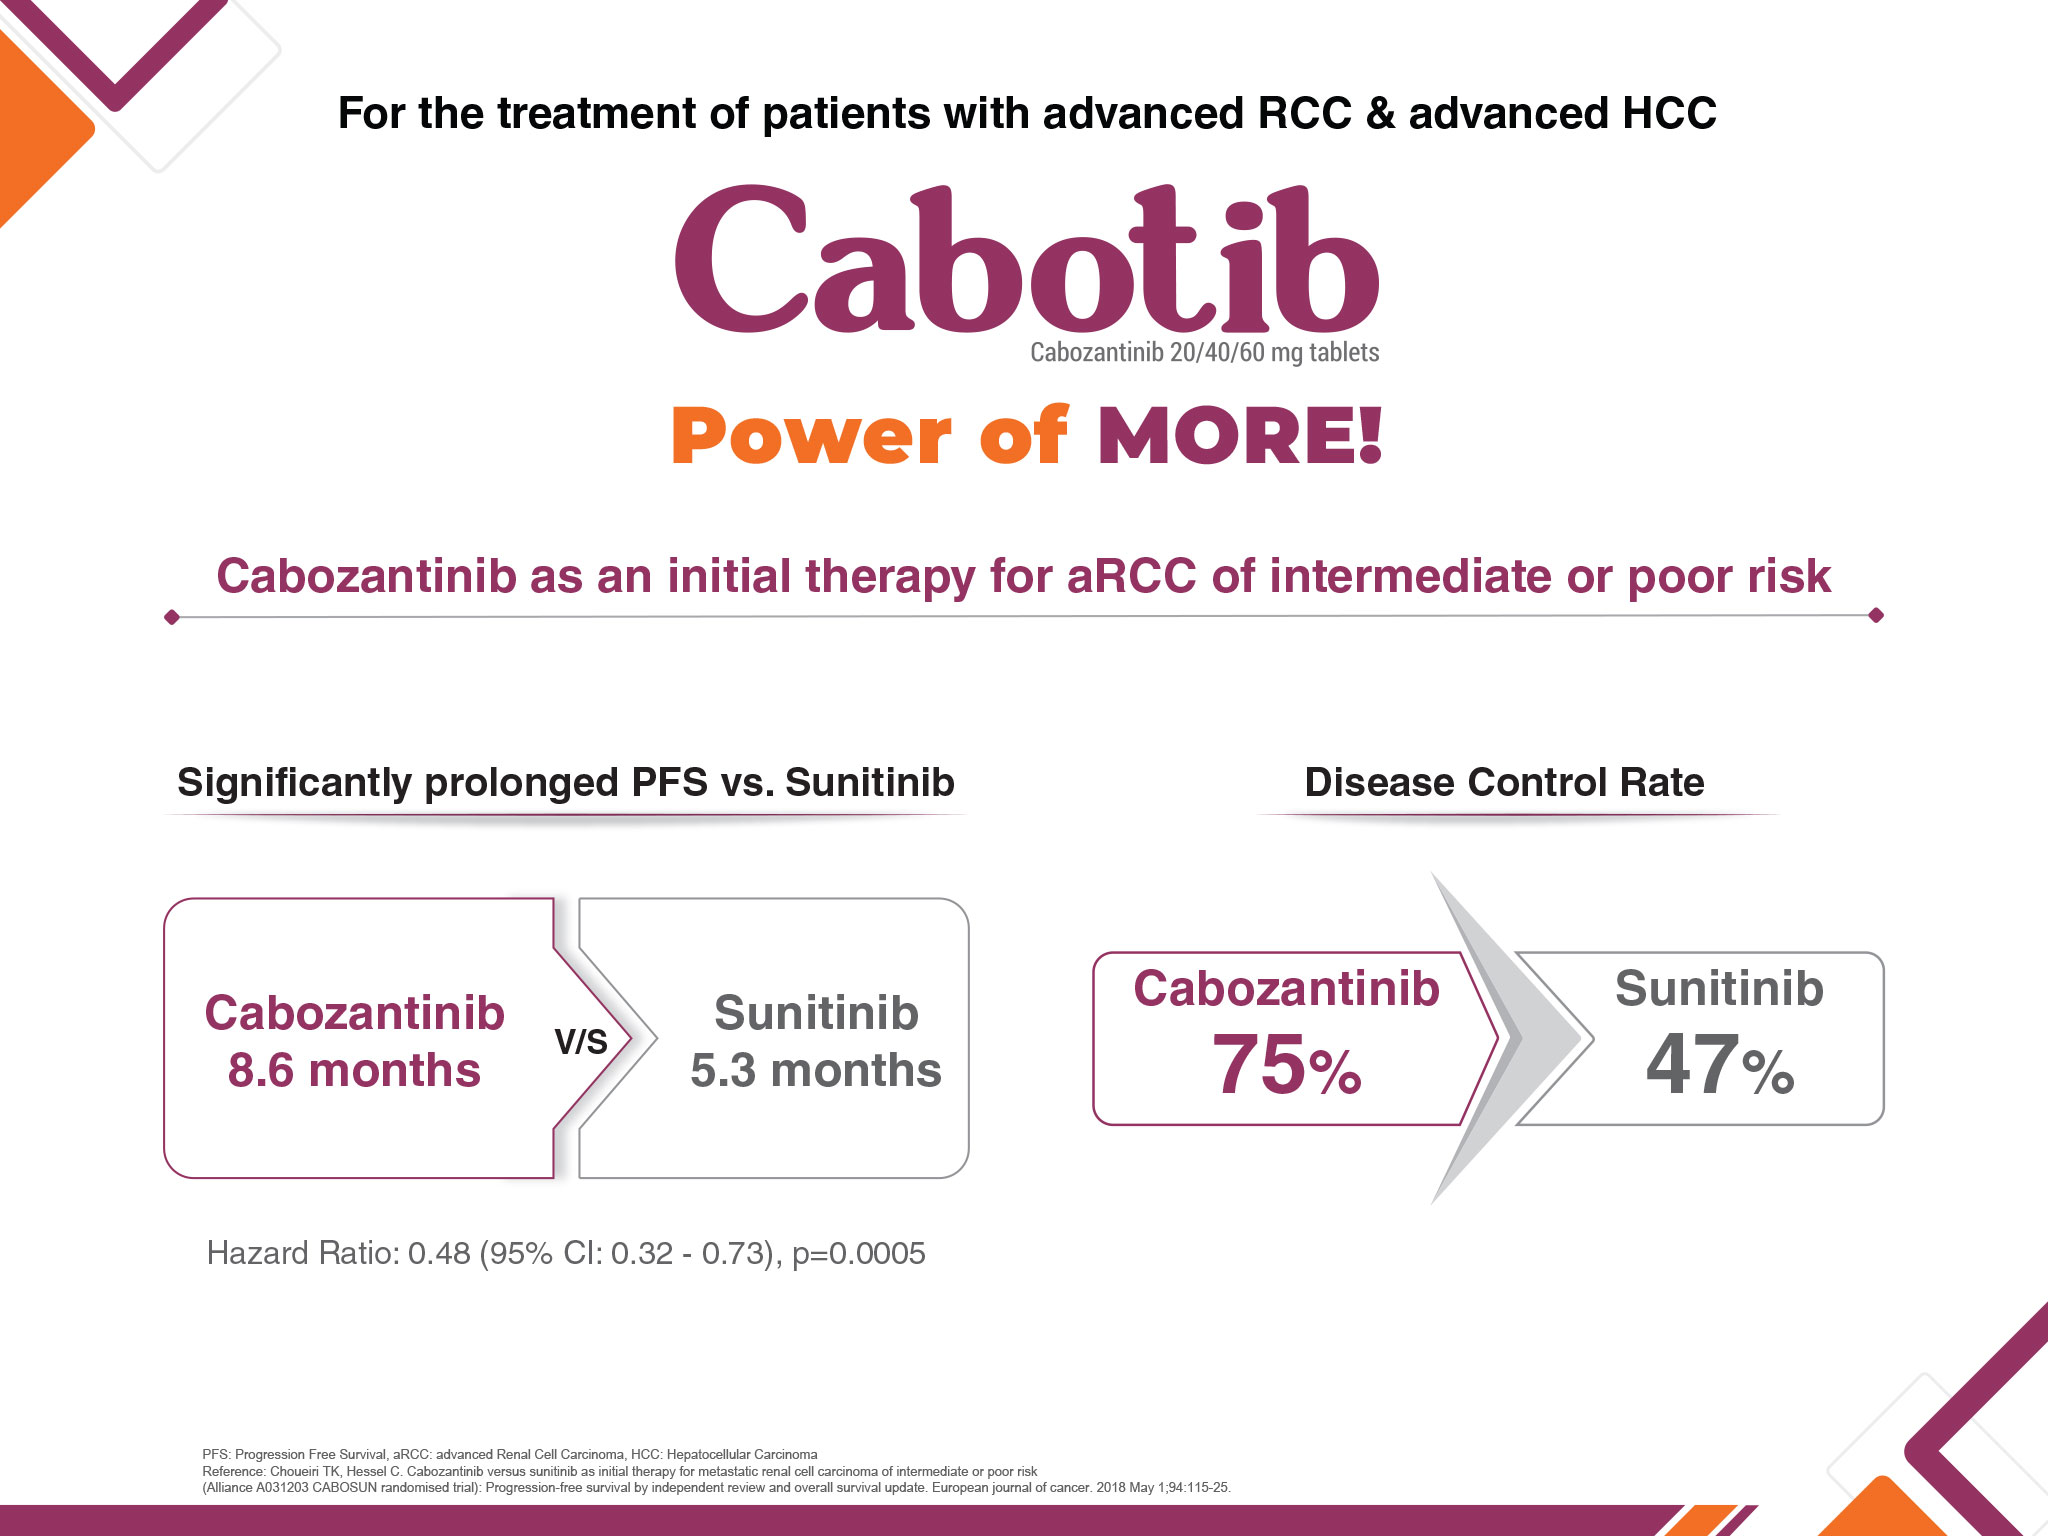 For the treatment of patients with advanced RCC & advanced HCC
Cabotib
Cabozantinib 20/40/60 mg tablets
Power of MORE!
Cabozantinib as an initial therapy for aRCC of intermediate or poor risk
Significantly prolonged PFS vs. Sunitinib
Cabozantinib
8.6 months
V/S
Sunitinib
5.3 months
Hazard Ratio: 0.48 (95% CI: 0.32 - 0.73), p=0.0005
Disease Control Rate
Cabozantinib
75%
Sunitinib
47%
PFS: Progression Free Survival, aRCC: advanced Renal Cell Carcinoma, HCC: Hepatocellular Carcinoma
Reference: Choueiri TK, Hessel C. Cabozantinib versus sunitinib as initial therapy for metastatic renal cell carcinoma of intermediate or poor risk
(Alliance A031203 CABOSUN randomised trial): Progression-free survival by independent review and overall survival update. European journal of cancer. 2018 May 1;94:115-25.